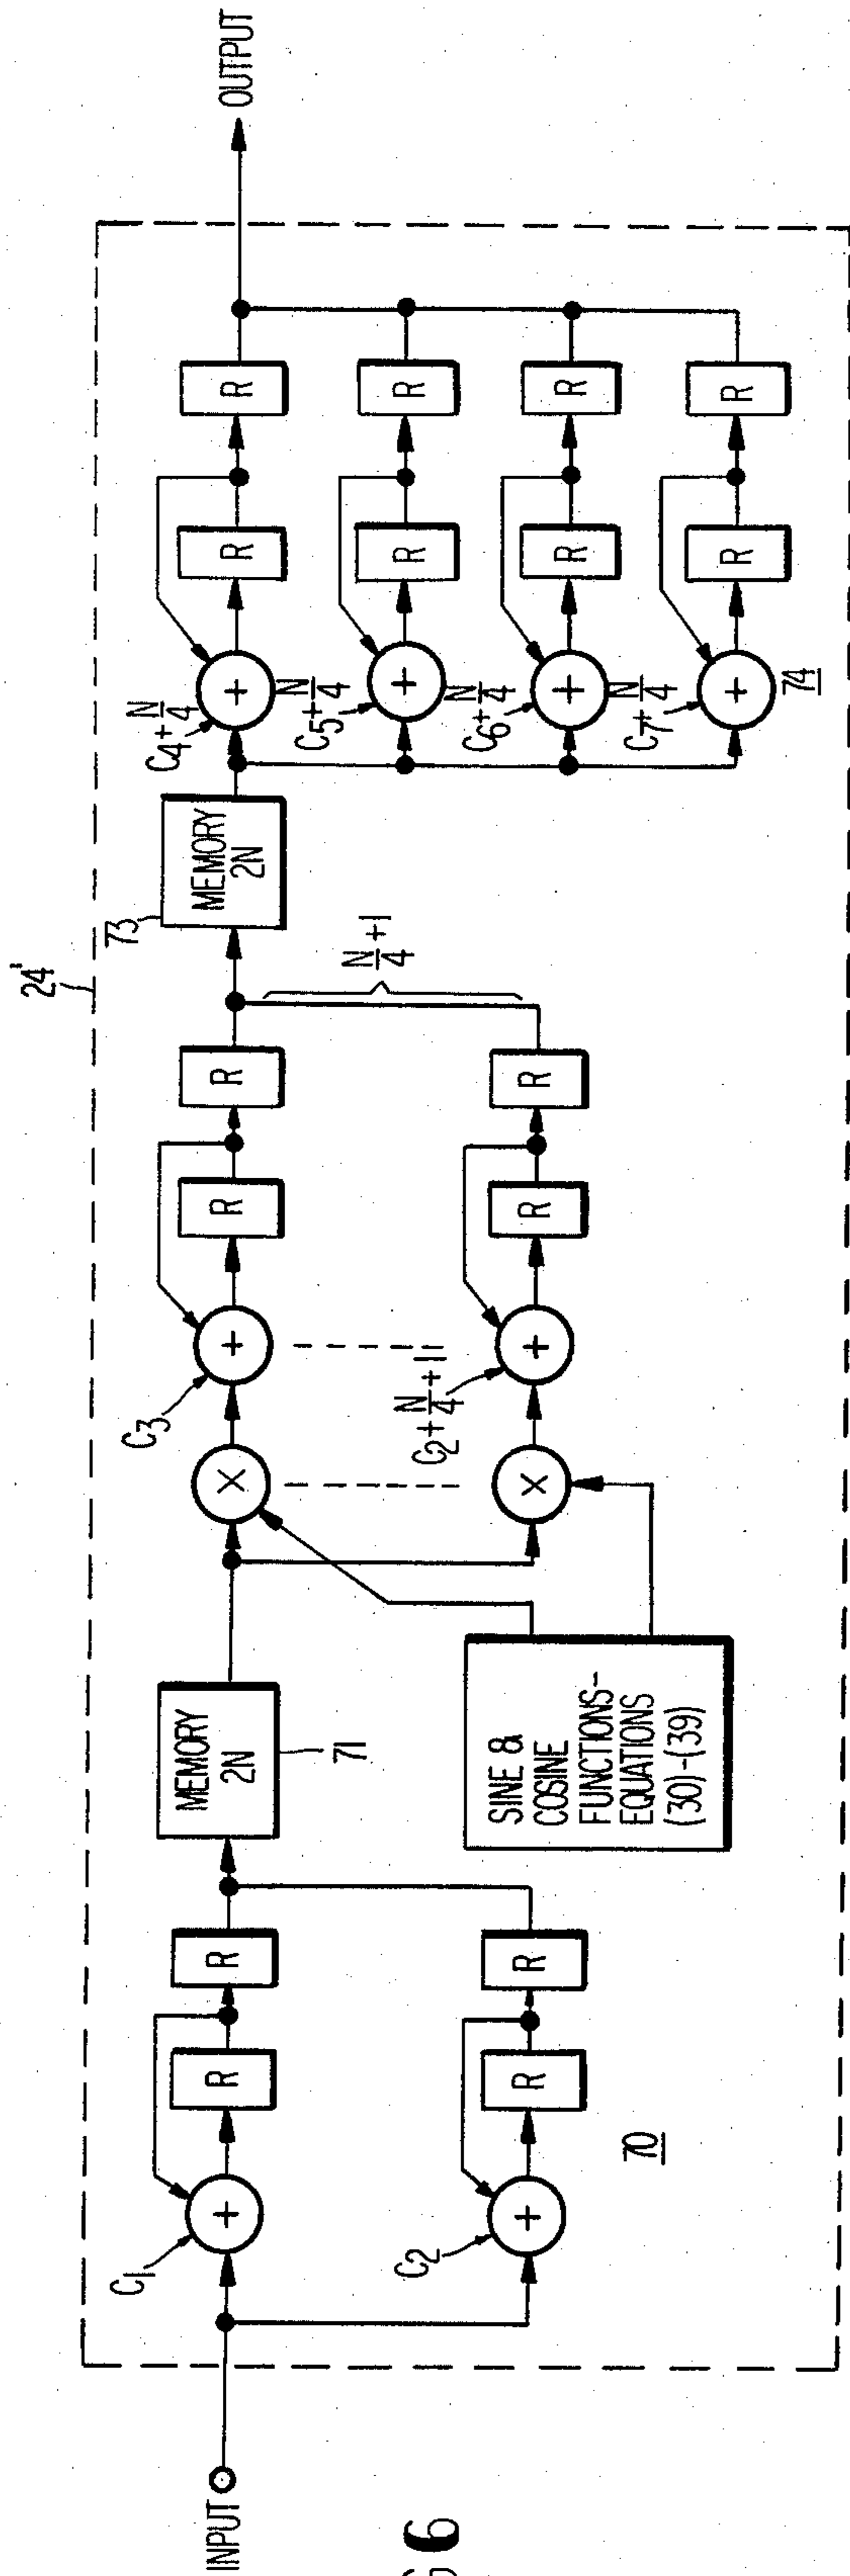 INPUT
C1
+
R
R
C2
+
R
R
70
MEMORY
2N
71
SINE &
COSINE
FUNCTIONS-
EQUATIONS
(30)-(39)
X
X
C3
+
R
R
C2+N/4+1
+
R
R
N/4+1
24'
73
MEMORY
2N
C4+N/4
+
R
R
C5+N/4
+
R
R
C6+N/4
+
R
R
C7+N/4
+
R
R
74
OUTPUT
G 6